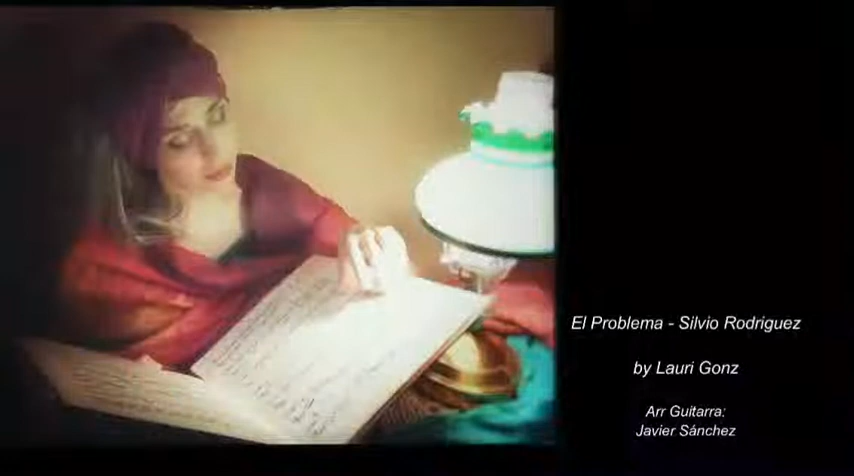 El Problema - Silvio Rodriguez
by Lauri Gonz
Arr Guitarra:
Javier Sánchez